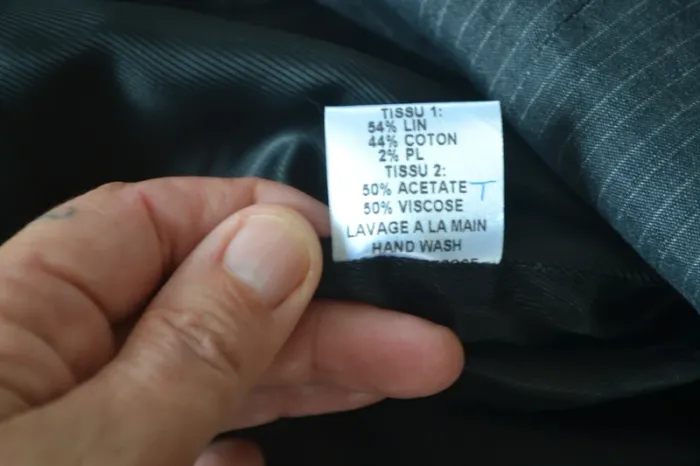 TISSU 1:
54% LIN
44% COTON
2% PL
TISSU 2:
50% ACETATE T
50% VISCOSE
LAVAGE A LA MAIN
HAND WASH